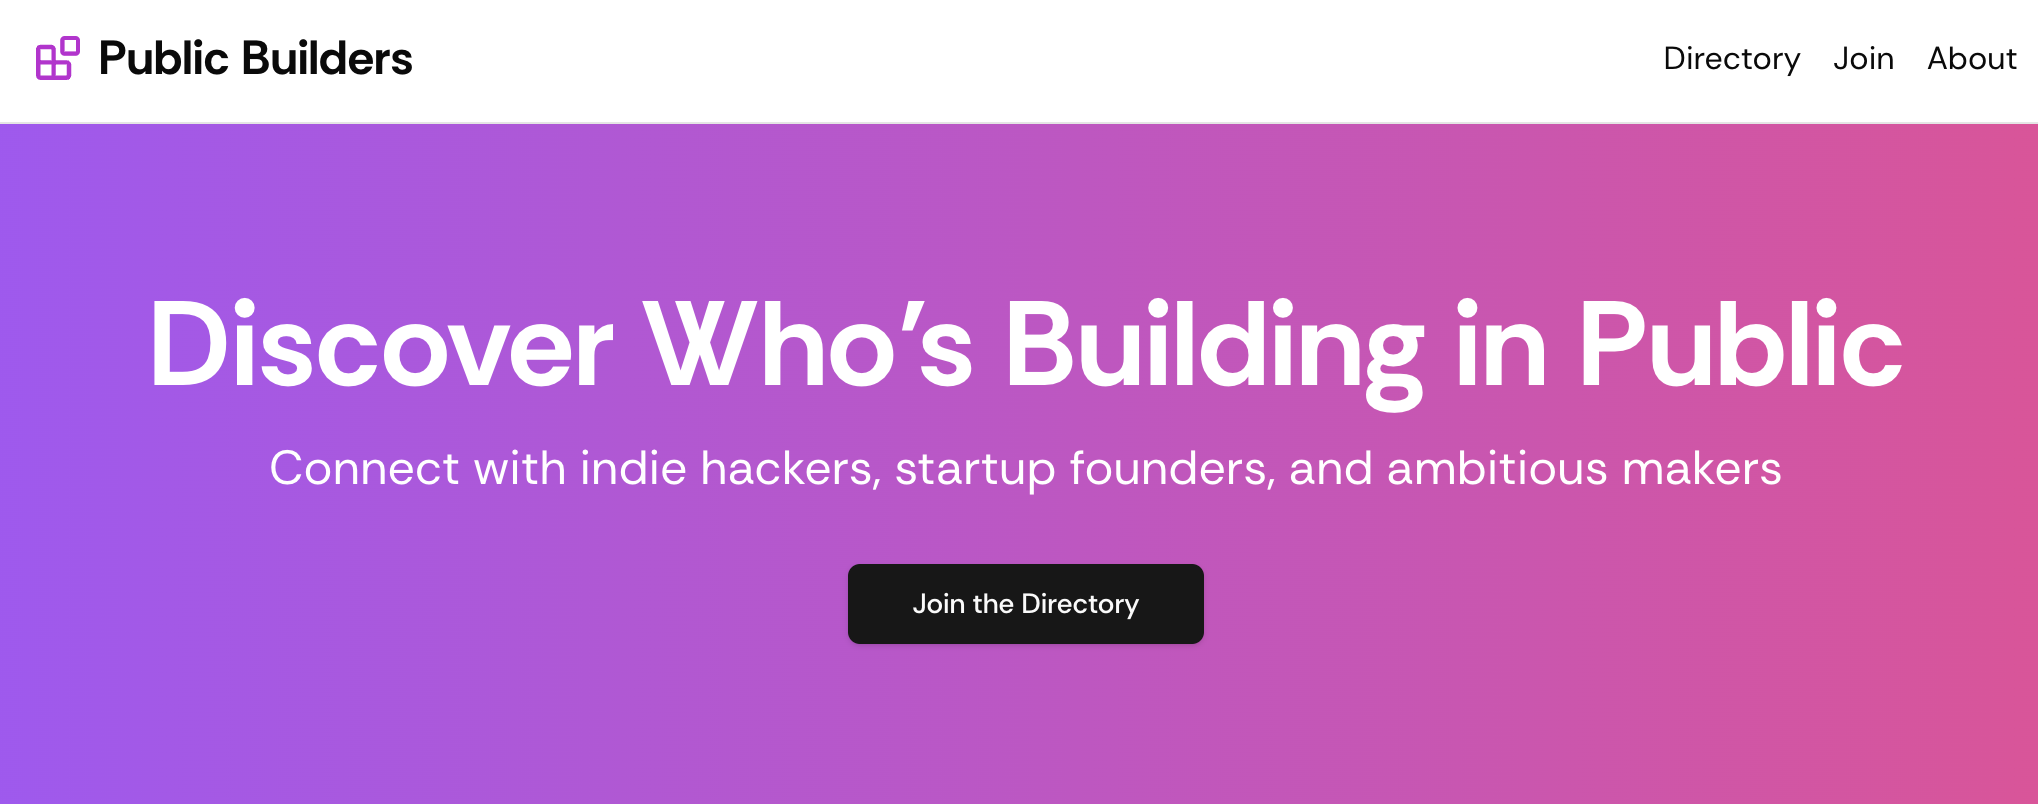 Public Builders
Directory Join About
Discover Who’s Building in Public
Connect with indie hackers, startup founders, and ambitious makers
Join the Directory